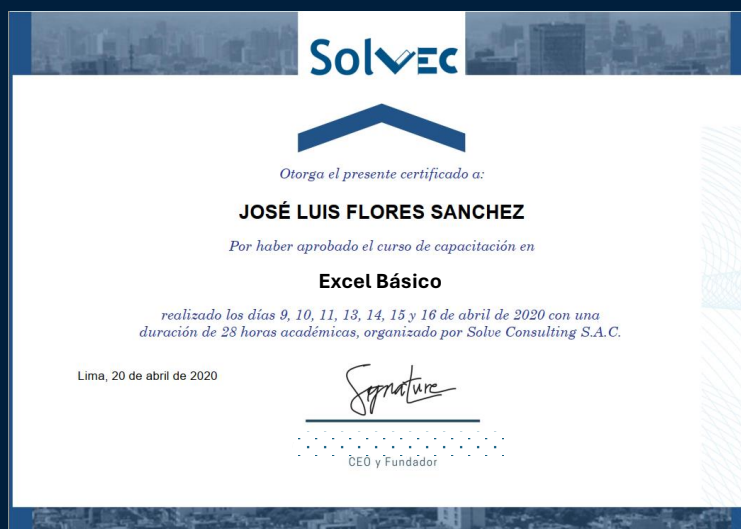 Solvec
Otorga el presente certificado a:
JOSÉ LUIS FLORES SANCHEZ
Por haber aprobado el curso de capacitación en
Excel Básico
realizado los días 9, 10, 11, 13, 14, 15 y 16 de abril de 2020 con una
duración de 28 horas académicas, organizado por Solve Consulting S.A.C.
Lima, 20 de abril de 2020
Signature
CEO y Fundador